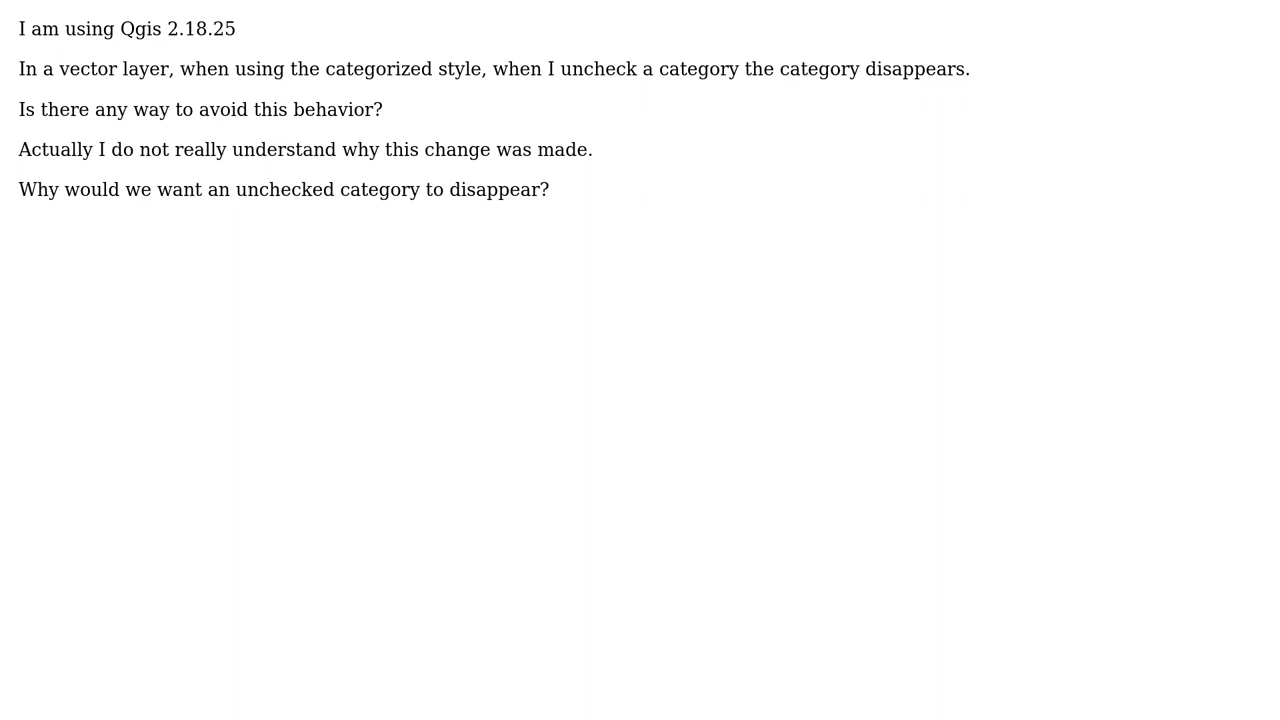 I am using Qgis 2.18.25
In a vector layer, when using the categorized style, when I uncheck a category the category disappears.
Is there any way to avoid this behavior?
Actually I do not really understand why this change was made.
Why would we want an unchecked category to disappear?